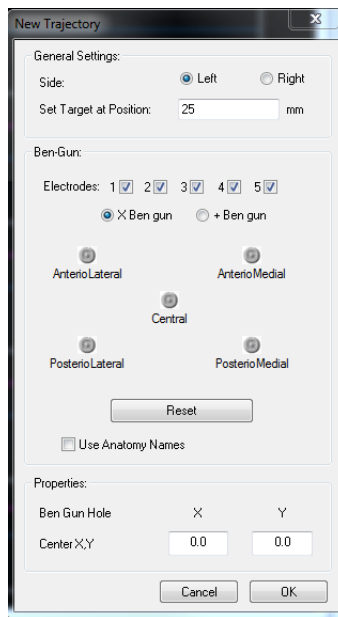 New Trajectory
General Settings:
Side: Left Right
Set Target at Position: 25 mm
Ben-Gun:
Electrodes: 1 2 3 4 5
X Ben gun + Ben gun
AnterioLateral AnterioMedial
Central
PosterioLateral PosterioMedial
Reset
Use Anatomy Names
Properties:
Ben Gun Hole X Y
Center X,Y 0.0 0.0
Cancel OK